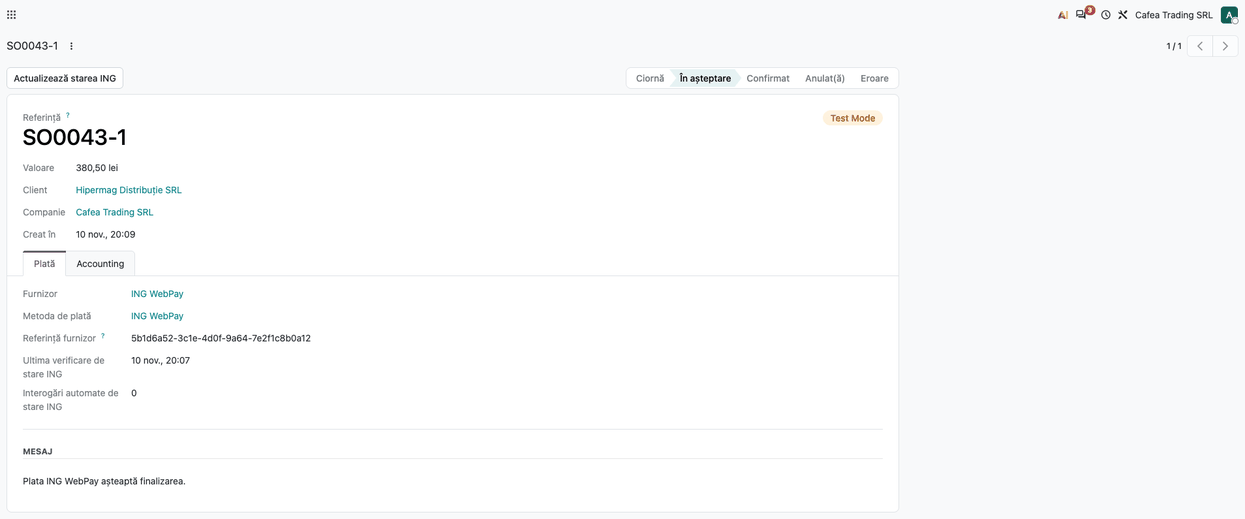 AI
3
Cafea Trading SRL
A
SO0043-1
1 / 1
Actualizează starea ING
Ciornă
În așteptare
Confirmat
Anulat(ă)
Eroare
Referință ?
Test Mode
SO0043-1
Valoare 380,50 lei
Client Hipermag Distribuție SRL
Companie Cafea Trading SRL
Creat în 10 nov., 20:09
Plată
Accounting
Furnizor ING WebPay
Metoda de plată ING WebPay
Referință furnizor ? 5b1d6a52-3c1e-4d0f-9a64-7e2f1c8b0a12
Ultima verificare de 10 nov., 20:07
stare ING
Interogări automate de 0
stare ING
MESAJ
Plata ING WebPay așteaptă finalizarea.